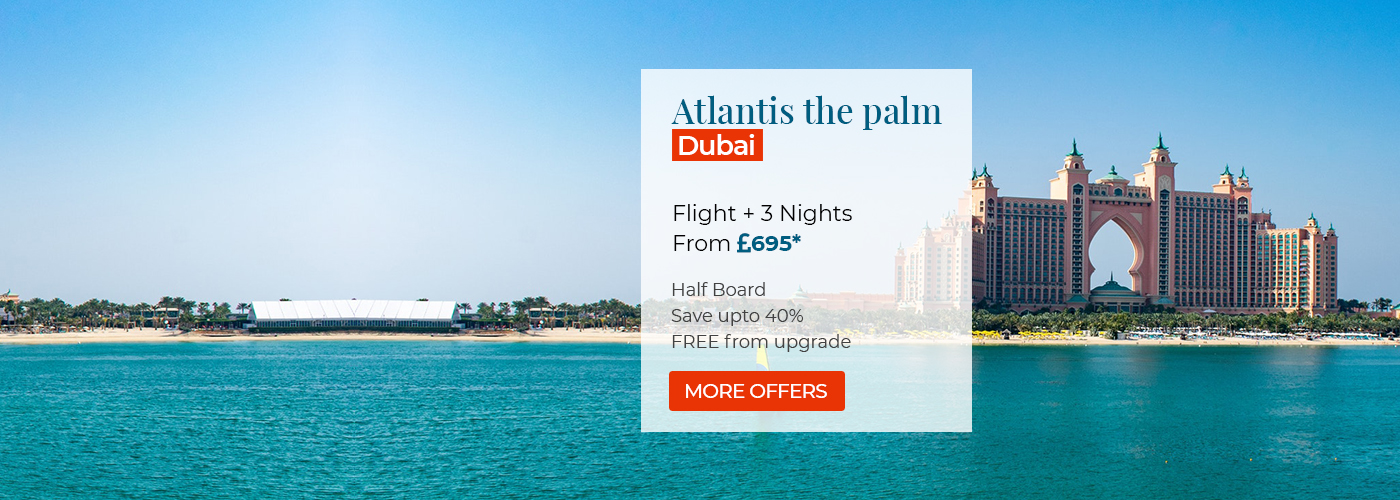 Atlantis the palm
Dubai
Flight + 3 Nights
From £695*
Half Board
Save upto 40%
FREE from upgrade
MORE OFFERS